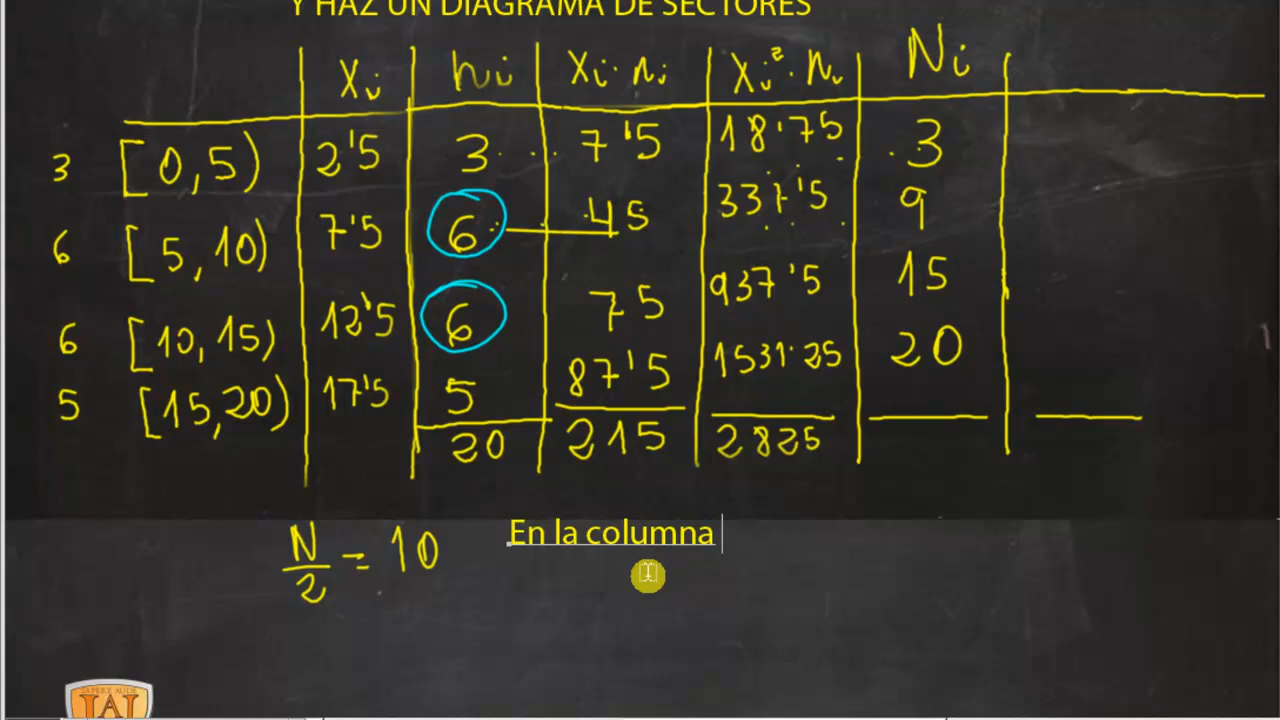 Y HAZ UN DIAGRAMA DE SECTORES
Xi ni Xi·ni Xi²·ni Ni
3 [0,5) 2'5 3 7'5 18'75 3
6 [5,10) 7'5 6 45 337'5 9
6 [10,15) 12'5 6 75 937'5 15
5 [15,20) 17'5 5 87'5 1531'25 20
20 215 2825
N/2 = 10 En la columna